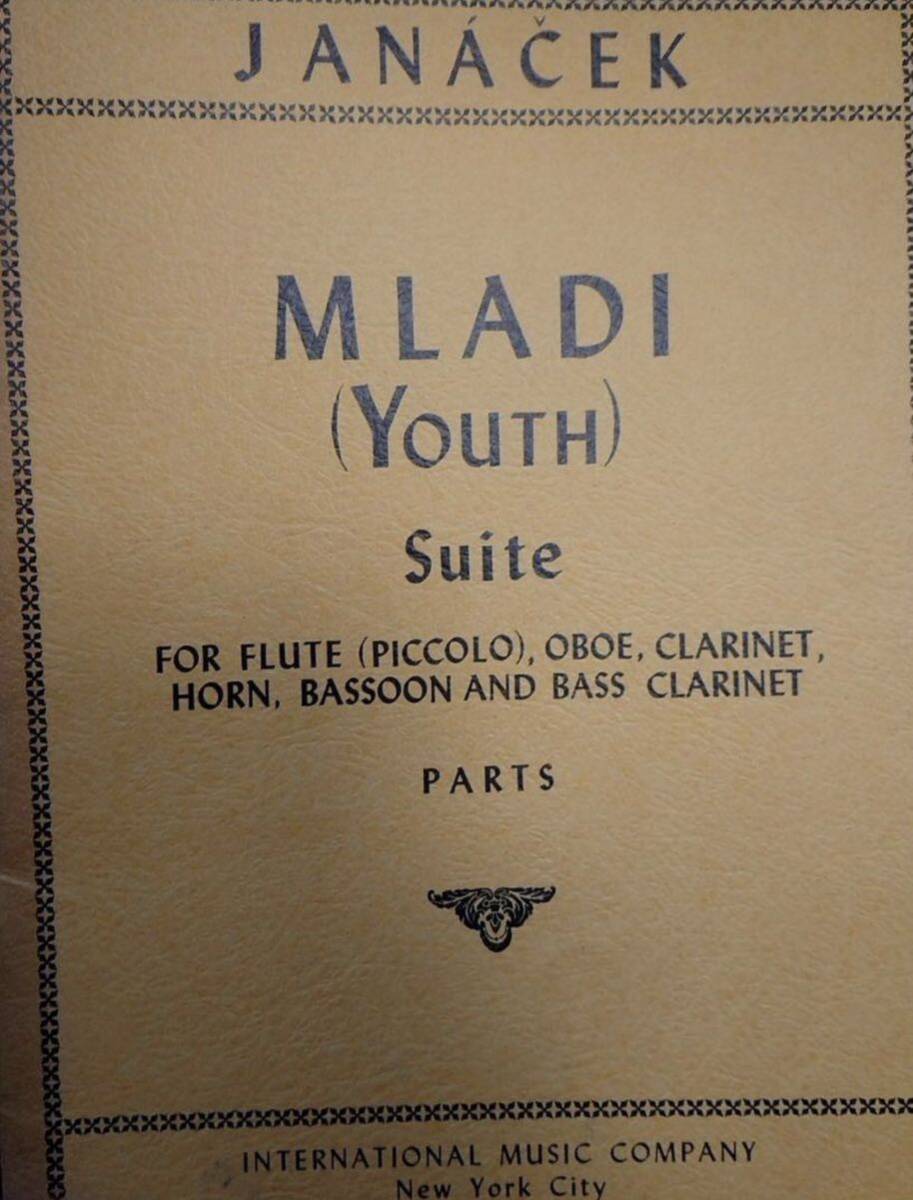 JANÁČEK
MLADI
(YOUTH)
Suite
FOR FLUTE (PICCOLO), OBOE, CLARINET,
HORN, BASSOON AND BASS CLARINET
PARTS
INTERNATIONAL MUSIC COMPANY
New York City